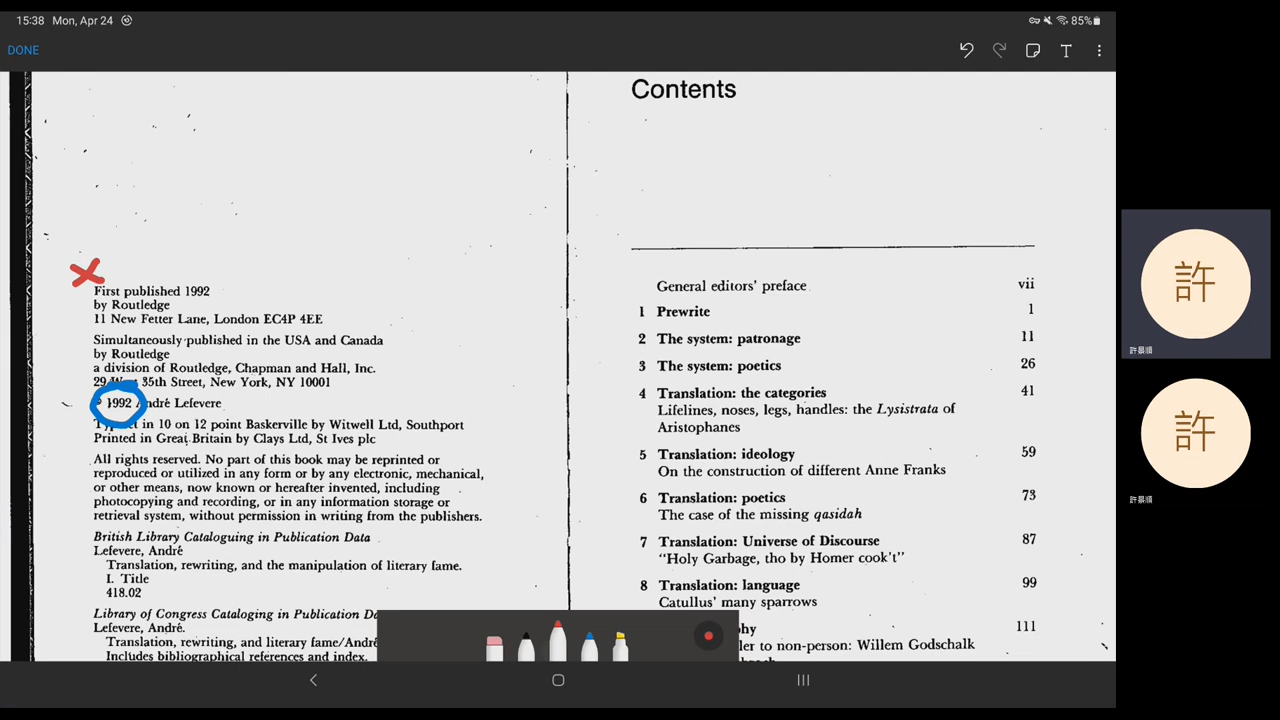 15:38 Mon, Apr 24
85%
DONE
T
Contents
First published 1992
by Routledge
11 New Fetter Lane, London EC4P 4EE
Simultaneously published in the USA and Canada
by Routledge
a division of Routledge, Chapman and Hall, Inc.
29 West 35th Street, New York, NY 10001
© 1992 André Lefevere
Typeset in 10 on 12 point Baskerville by Witwell Ltd, Southport
Printed in Great Britain by Clays Ltd, St Ives plc
All rights reserved. No part of this book may be reprinted or
reproduced or utilized in any form or by any electronic, mechanical,
or other means, now known or hereafter invented, including
photocopying and recording, or in any information storage or
retrieval system, without permission in writing from the publishers.
British Library Cataloguing in Publication Data
Lefevere, André
Translation, rewriting, and the manipulation of literary fame.
I. Title
418.02
Library of Congress Cataloging in Publication
Lefevere, André.
Translation, rewriting, and literary fame/André
Includes bibliographical references and index.
General editors' preface vii
1 Prewrite 1
2 The system: patronage 11
3 The system: poetics 26
4 Translation: the categories 41
Lifelines, noses, legs, handles: the Lysistrata of
Aristophanes
5 Translation: ideology 59
On the construction of different Anne Franks
6 Translation: poetics 73
The case of the missing qasidah
7 Translation: Universe of Discourse 87
"Holy Garbage, tho by Homer cook't"
8 Translation: language 99
Catullus' many sparrows
111
to non-person: Willem Godschalk
許
許景順
許
許景順